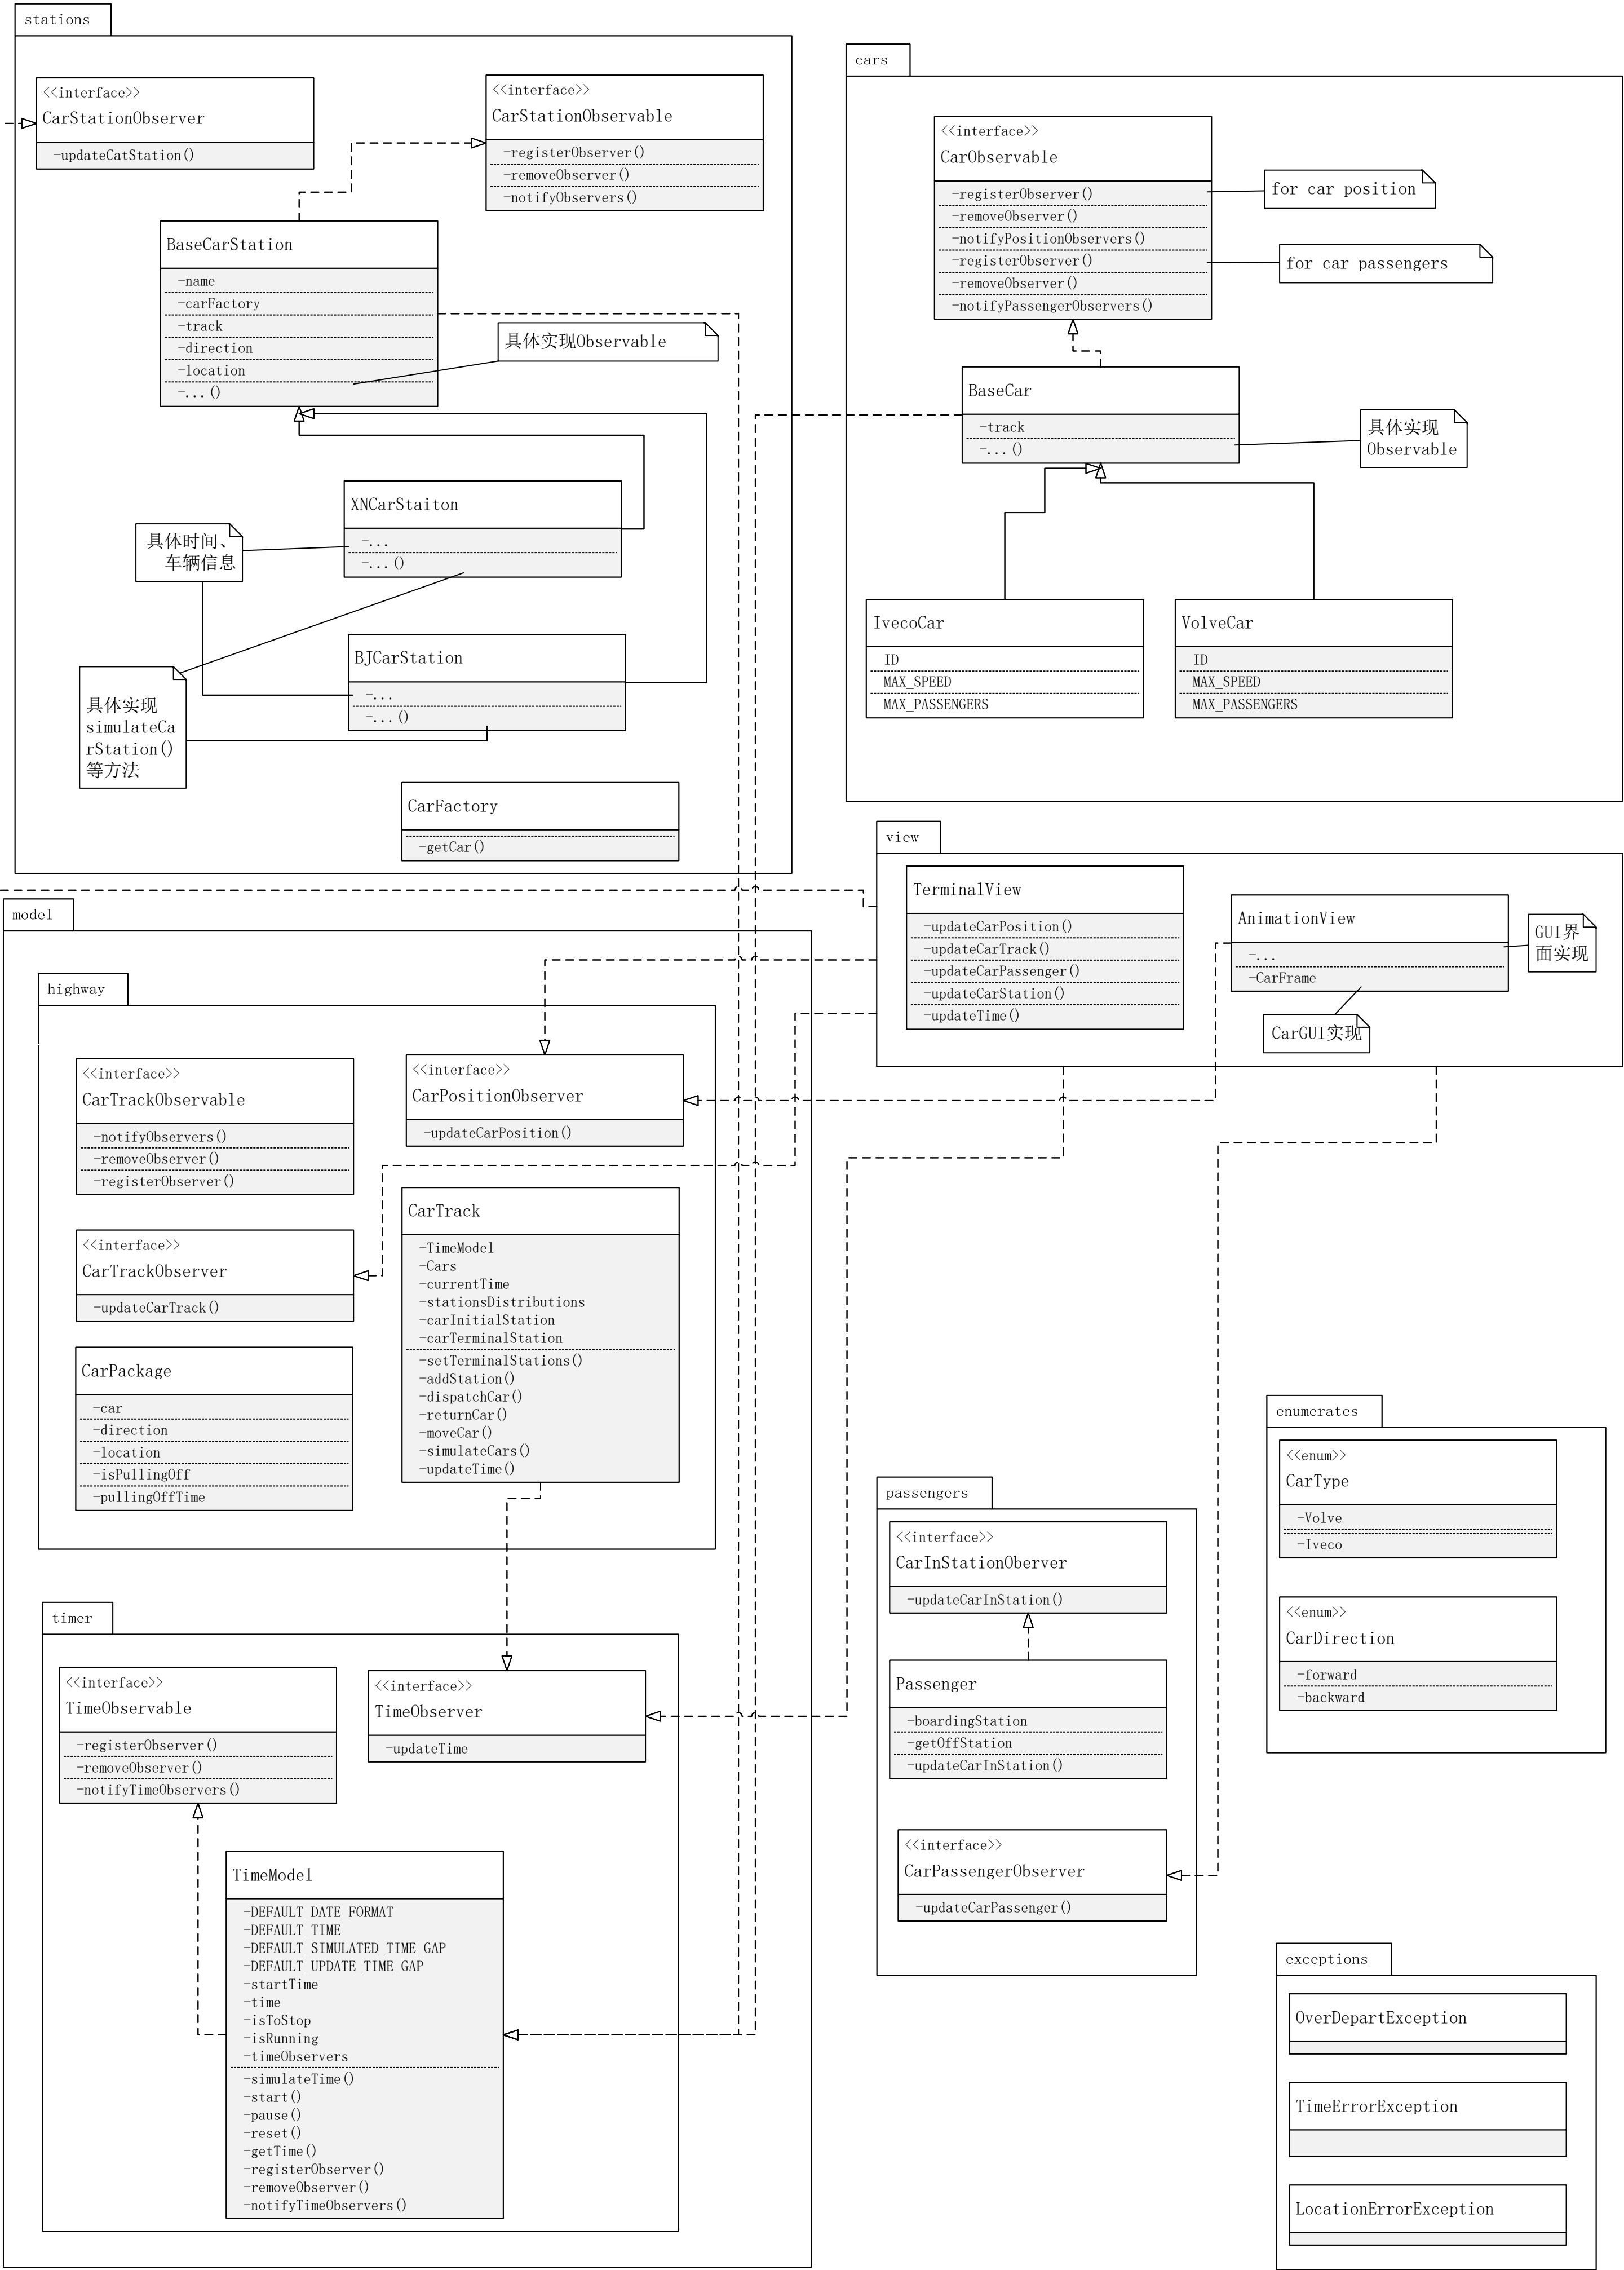 stations
<<interface>>
CarStationObserver
-updateCatStation()
<<interface>>
CarStationObservable
-registerObserver()
-removeObserver()
-notifyObservers()
BaseCarStation
-name
-carFactory
-track
-direction
-location
-...()
具体实现Observable
XNCarStaiton
-...
-...()
具体时间、
车辆信息
BJCarStation
-...
-...()
具体实现
simulateCa
rStation()
等方法
CarFactory
-getCar()
cars
<<interface>>
CarObservable
-registerObserver()
-removeObserver()
-notifyPositionObservers()
-registerObserver()
-removeObserver()
-notifyPassengerObservers()
for car position
for car passengers
BaseCar
-track
-...()
具体实现
Observable
IvecoCar
ID
MAX_SPEED
MAX_PASSENGERS
VolveCar
ID
MAX_SPEED
MAX_PASSENGERS
view
TerminalView
-updateCarPosition()
-updateCarTrack()
-updateCarPassenger()
-updateCarStation()
-updateTime()
AnimationView
-...
-CarFrame
GUI界
面实现
CarGUI实现
model
highway
<<interface>>
CarTrackObservable
-notifyObservers()
-removeObserver()
-registerObserver()
<<interface>>
CarPositionObserver
-updateCarPosition()
<<interface>>
CarTrackObserver
-updateCarTrack()
CarTrack
-TimeModel
-Cars
-currentTime
-stationsDistributions
-carInitialStation
-carTerminalStation
-setTerminalStations()
-addStation()
-dispatchCar()
-returnCar()
-moveCar()
-simulateCars()
-updateTime()
CarPackage
-car
-direction
-location
-isPullingOff
-pullingOffTime
timer
<<interface>>
TimeObservable
-registerObserver()
-removeObserver()
-notifyTimeObservers()
<<interface>>
TimeObserver
-updateTime
TimeModel
-DEFAULT_DATE_FORMAT
-DEFAULT_TIME
-DEFAULT_SIMULATED_TIME_GAP
-DEFAULT_UPDATE_TIME_GAP
-startTime
-time
-isToStop
-isRunning
-timeObservers
-simulateTime()
-start()
-pause()
-reset()
-getTime()
-registerObserver()
-removeObserver()
-notifyTimeObservers()
passengers
<<interface>>
CarInStationOberver
-updateCarInStation()
Passenger
-boardingStation
-getOffStation
-updateCarInStation()
<<interface>>
CarPassengerObserver
-updateCarPassenger()
enumerates
<<enum>>
CarType
-Volve
-Iveco
<<enum>>
CarDirection
-forward
-backward
exceptions
OverDepartException
TimeErrorException
LocationErrorException